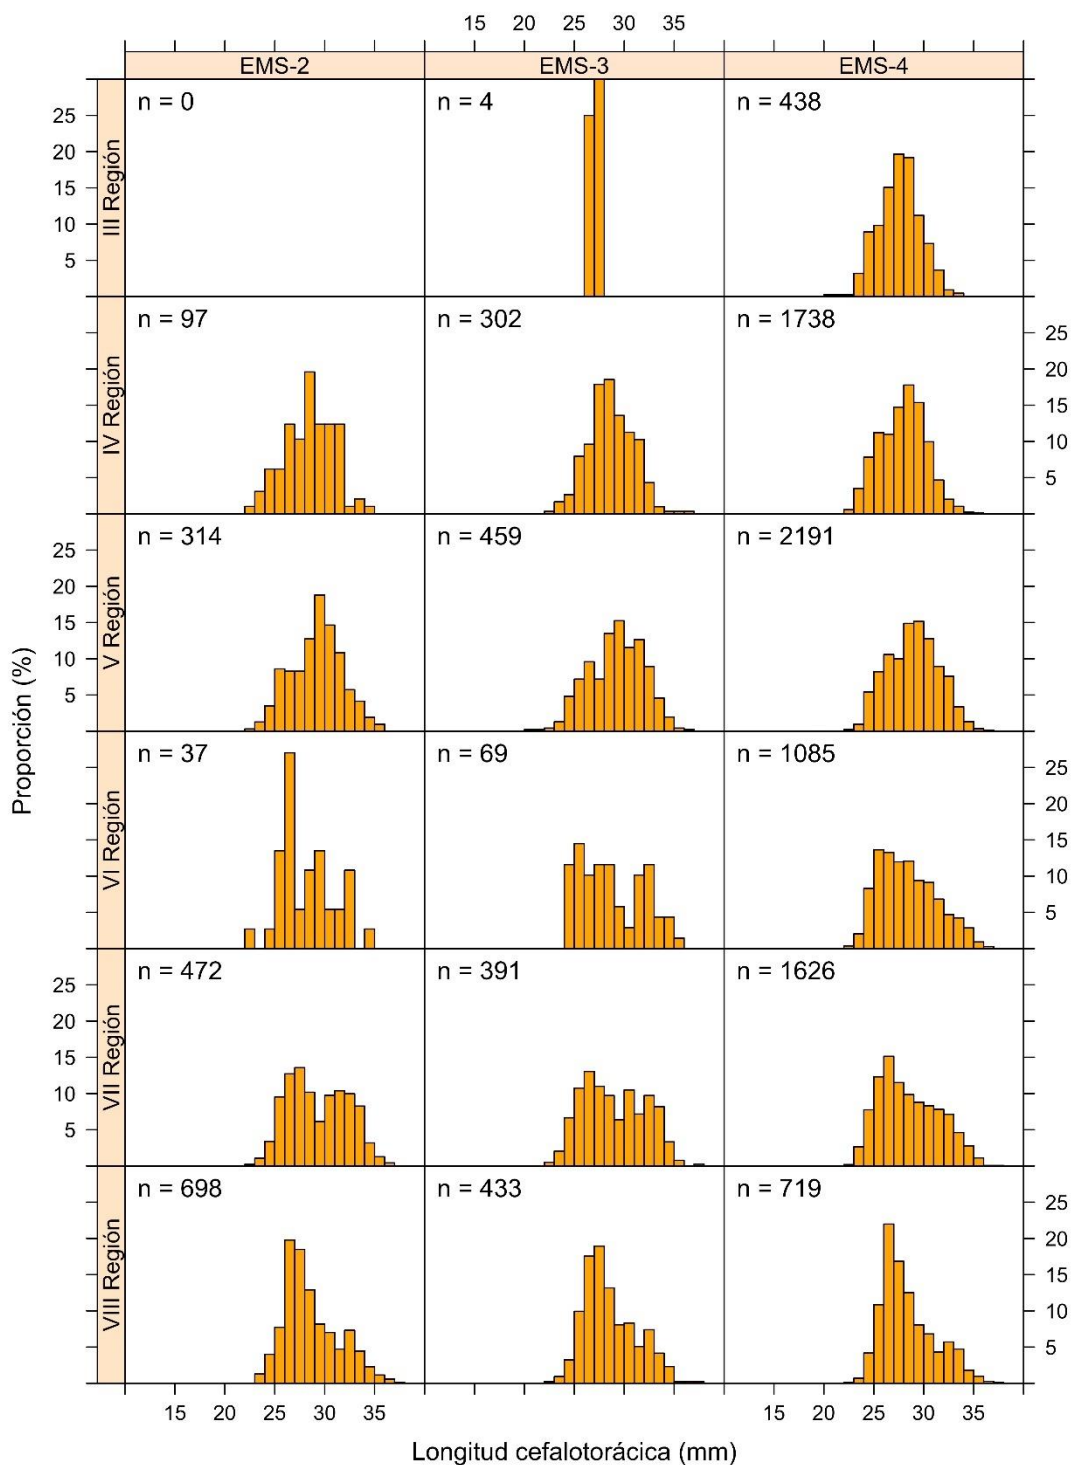 15 20 25 30 35
EMS-2 EMS-3 EMS-4
III Región
n = 0 n = 4 n = 438
25
20
15
10
5
IV Región
n = 97 n = 302 n = 1738
25
20
15
10
5
V Región
n = 314 n = 459 n = 2191
25
20
15
10
5
VI Región
n = 37 n = 69 n = 1085
25
20
15
10
5
VII Región
n = 472 n = 391 n = 1626
25
20
15
10
5
VIII Región
n = 698 n = 433 n = 719
25
20
15
10
5
Proporción (%)
15 20 25 30 35 15 20 25 30 35
Longitud cefalotorácica (mm)